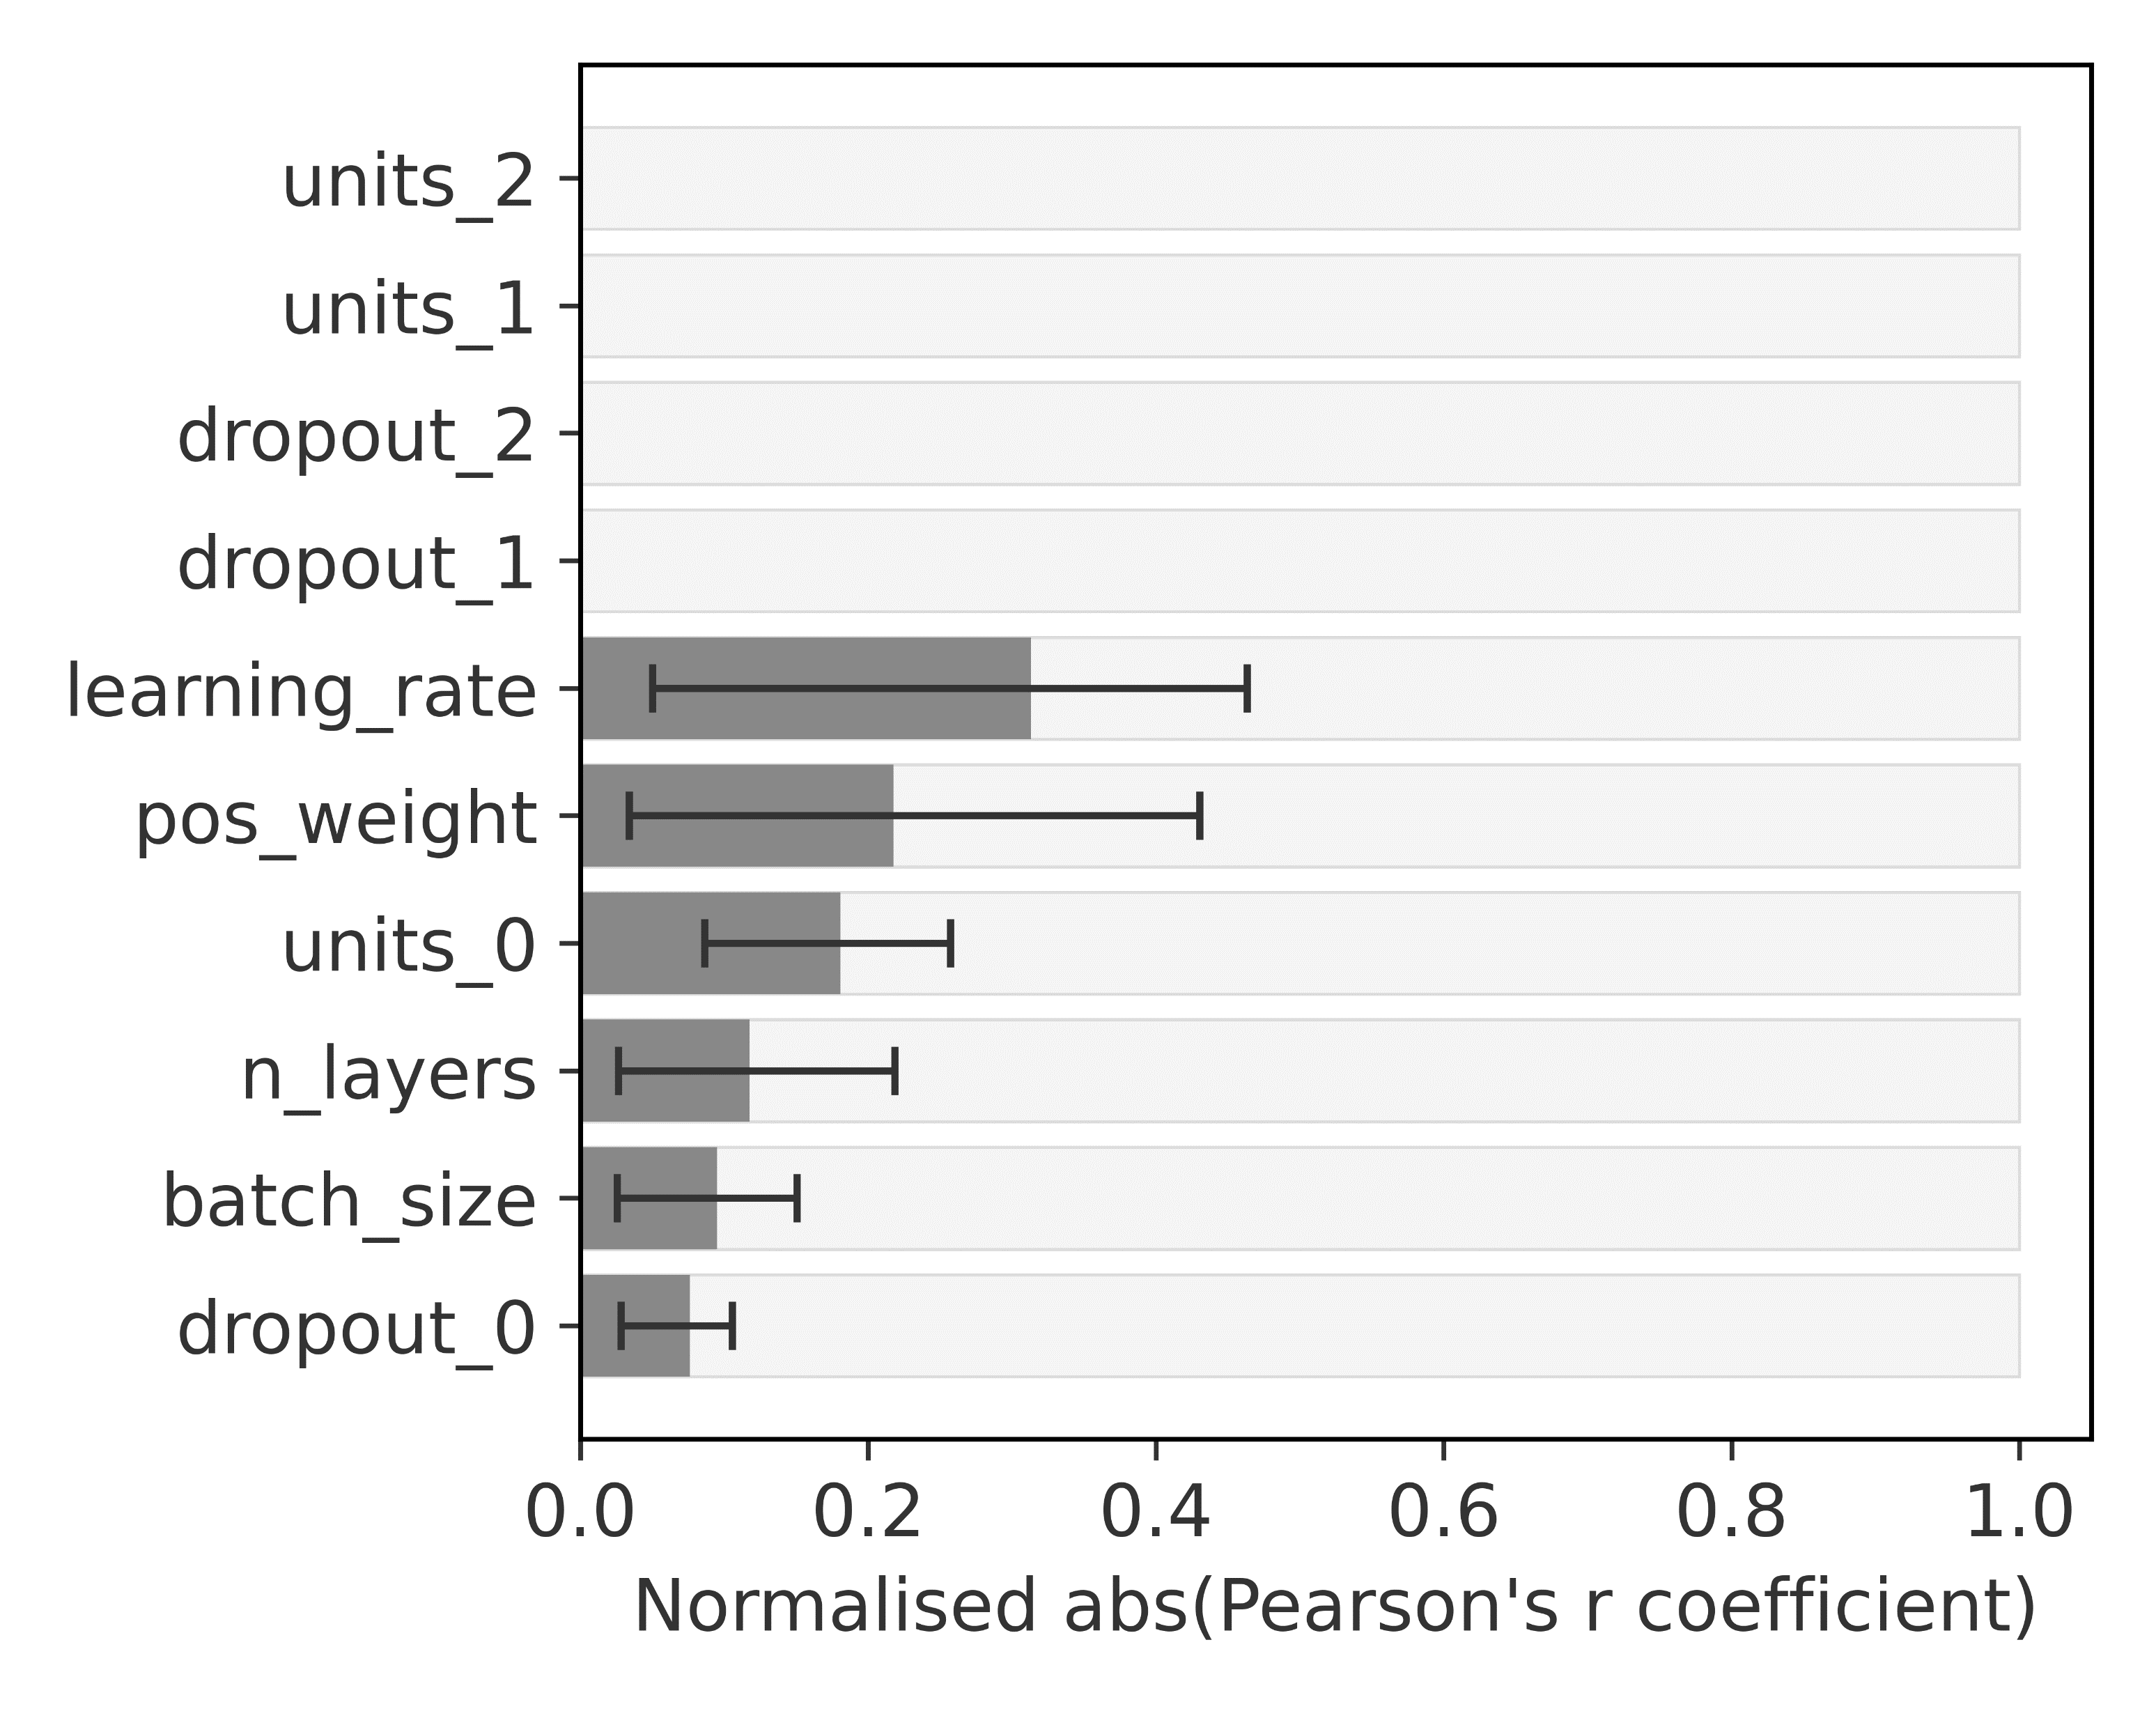 units_2
units_1
dropout_2
dropout_1
learning_rate
pos_weight
units_0
n_layers
batch_size
dropout_0
0.0 0.2 0.4 0.6 0.8 1.0
Normalised abs(Pearson's r coefficient)